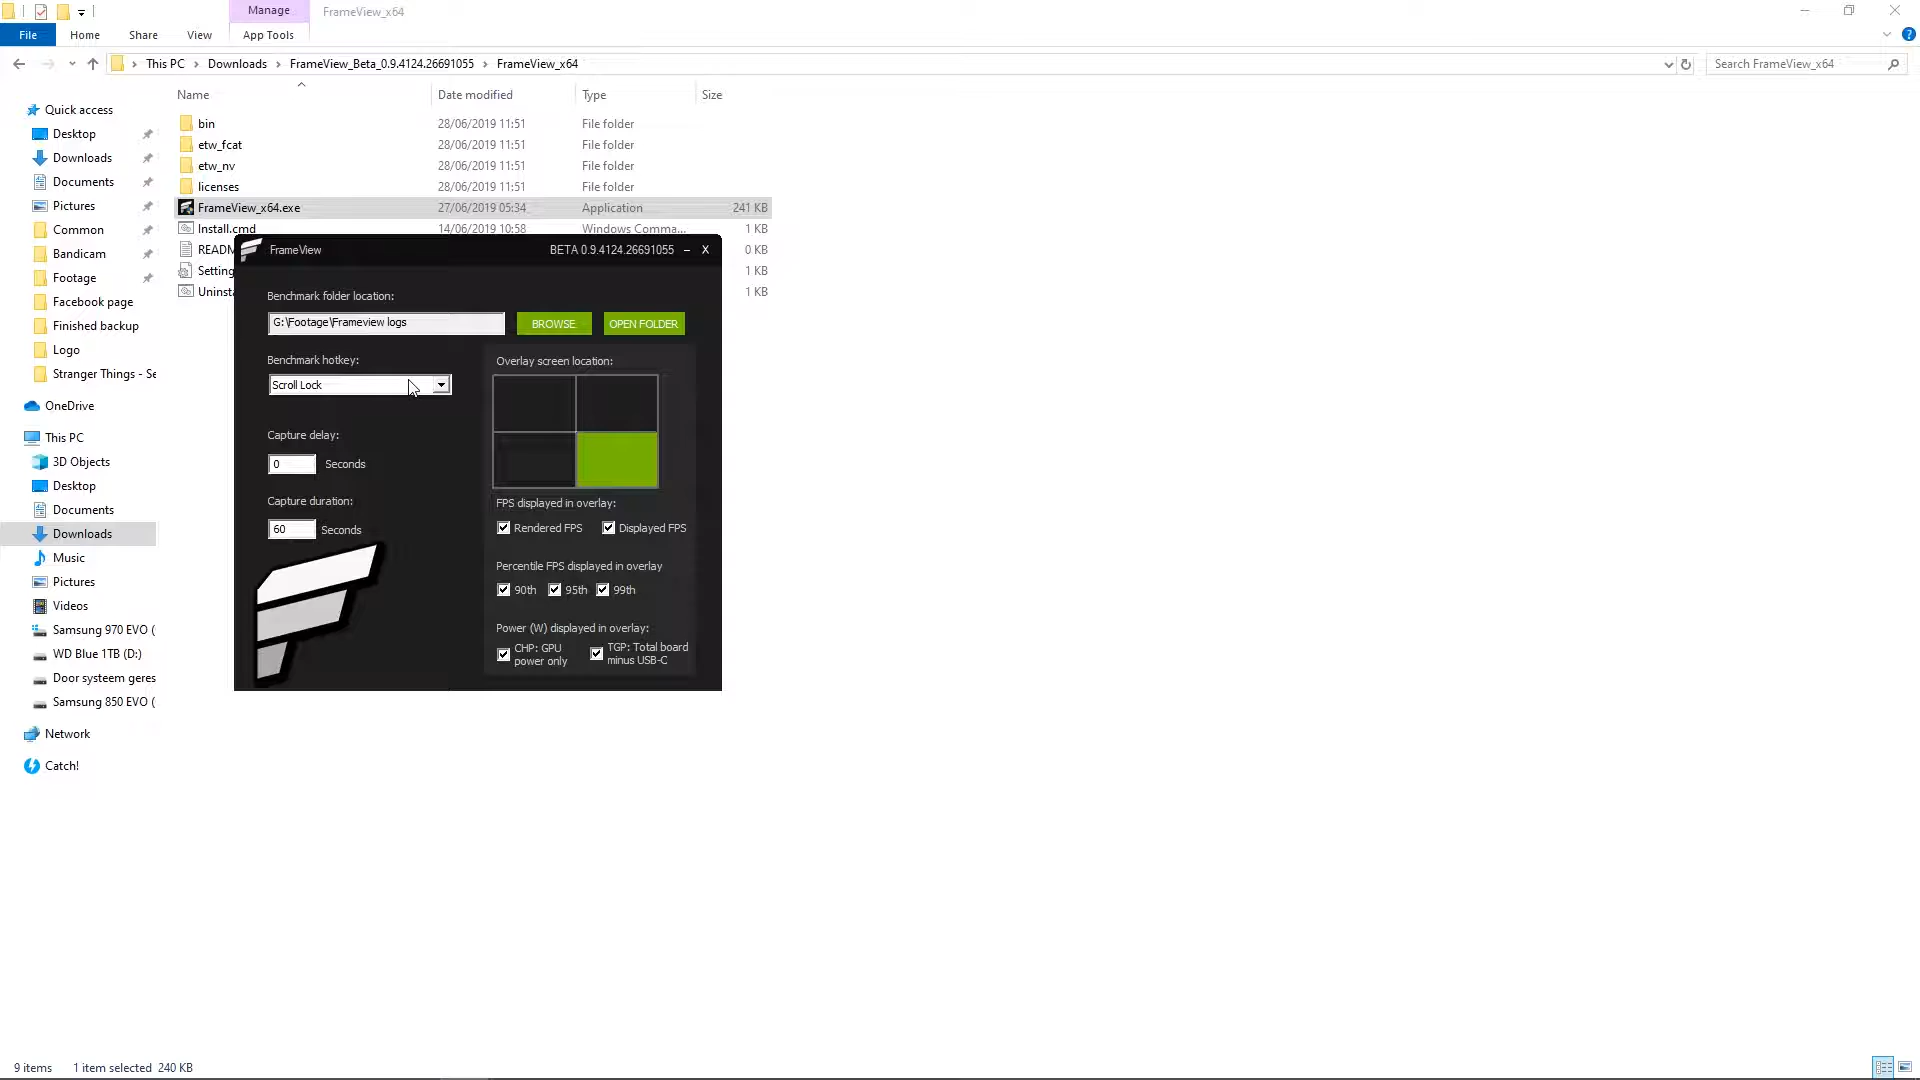 Manage
FrameView_x64
File
Home
Share
View
App Tools
This PC
Downloads
FrameView_Beta_0.9.4124.26691055
FrameView_x64
Search FrameView_x64
Name
Date modified
Type
Size
bin 28/06/2019 11:51 File folder
etw_fcat 28/06/2019 11:51 File folder
etw_nv 28/06/2019 11:51 File folder
licenses 28/06/2019 11:51 File folder
FrameView_x64.exe 27/06/2019 05:34 Application 241 KB
Install.cmd 14/06/2019 10:58 Windows Comma... 1 KB
READM 0 KB
Setting 1 KB
Uninsta 1 KB
Quick access
Desktop
Downloads
Documents
Pictures
Common
Bandicam
Footage
Facebook page
Finished backup
Logo
Stranger Things - Se
OneDrive
This PC
3D Objects
Desktop
Documents
Downloads
Music
Pictures
Videos
Samsung 970 EVO (
WD Blue 1TB (D:)
Door systeem geres
Samsung 850 EVO (
Network
Catch!
FrameView
BETA 0.9.4124.26691055 – X
Benchmark folder location:
G:\Footage\Frameview logs
BROWSE
OPEN FOLDER
Benchmark hotkey:
Scroll Lock
Capture delay:
0 Seconds
Capture duration:
60 Seconds
Overlay screen location:
FPS displayed in overlay:
Rendered FPS
Displayed FPS
Percentile FPS displayed in overlay
90th
95th
99th
Power (W) displayed in overlay:
CHP: GPU
power only
TGP: Total board
minus USB-C
9 items
1 item selected 240 KB